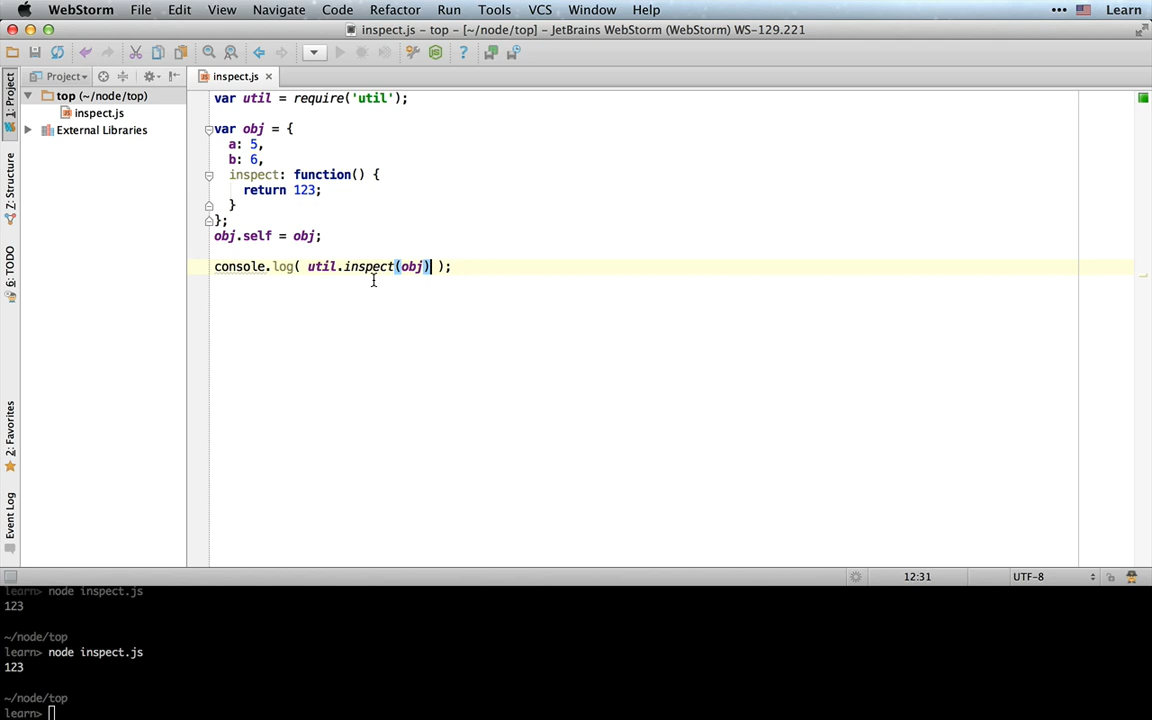 WebStorm File Edit View Navigate Code Refactor Run Tools VCS Window Help ••• Learn
inspect.js – top – [~/node/top] – JetBrains WebStorm (WebStorm) WS-129.221
1: Project
Z: Structure
6: TODO
2: Favorites
Event Log
Project
top (~/node/top)
inspect.js
External Libraries
inspect.js
var util = require('util');
var obj = {
a: 5,
b: 6,
inspect: function() {
return 123;
}
};
obj.self = obj;
console.log( util.inspect(obj) );
12:31 UTF-8
learn> node inspect.js
123
~/node/top
learn> node inspect.js
123
~/node/top
learn>